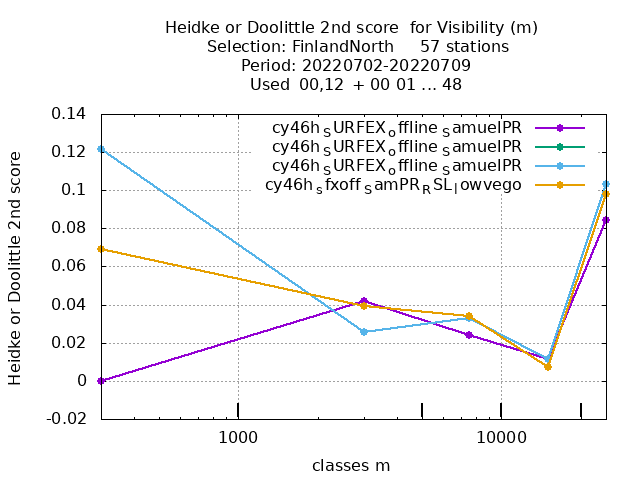 Heidke or Doolittle 2nd score  for Visibility (m)
Selection: FinlandNorth     57 stations
Period: 20220702-20220709
Used  00,12  + 00 01 ... 48
0.14
0.12
0.1
0.08
0.06
0.04
0.02
0
-0.02
Heidke or Doolittle 2nd score
cy46h_SURFEX_offline_SamuelPR
cy46h_SURFEX_offline_SamuelPR
cy46h_SURFEX_offline_SamuelPR
cy46h_sfxoff_SamPR_RSL_lowvego
1000
10000
classes m